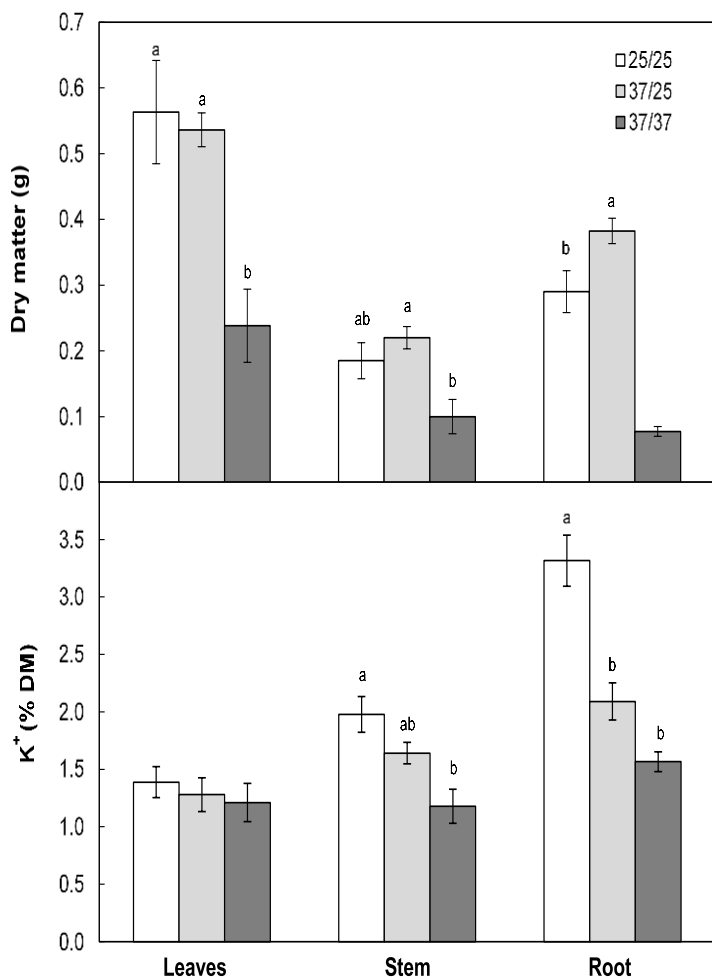 0.7
a
25/25
37/25
37/37
0.6
a
0.5
Dry matter (g)
0.4
a
b
0.3
b
ab
a
0.2
b
0.1
0.0
a
3.5
3.0
2.5
K+ (% DM)
a
b
2.0
ab
b
b
1.5
1.0
0.5
0.0
Leaves
Stem
Root